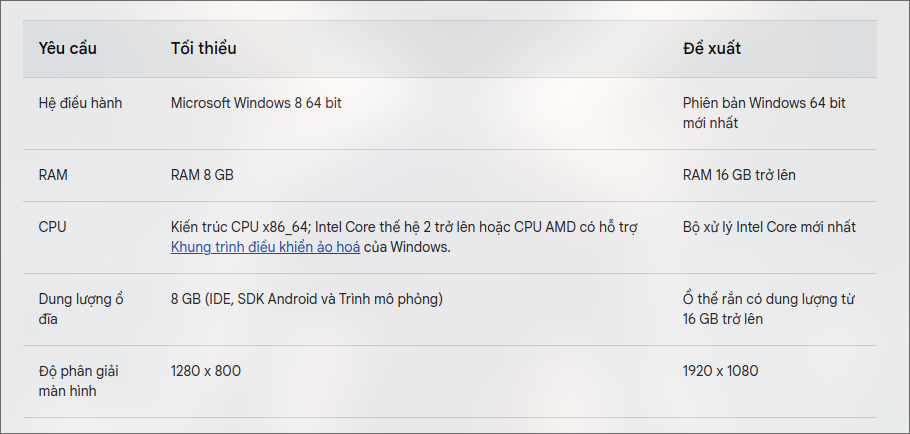 Yêu cầu Tối thiểu Đề xuất
Hệ điều hành Microsoft Windows 8 64 bit Phiên bản Windows 64 bit
mới nhất
RAM RAM 8 GB RAM 16 GB trở lên
CPU Kiến trúc CPU x86_64; Intel Core thế hệ 2 trở lên hoặc CPU AMD có hỗ trợ Bộ xử lý Intel Core mới nhất
Khung trình điều khiển ảo hoá của Windows.
Dung lượng ổ 8 GB (IDE, SDK Android và Trình mô phỏng) Ổ thể rắn có dung lượng từ
đĩa 16 GB trở lên
Độ phân giải 1280 x 800 1920 x 1080
màn hình